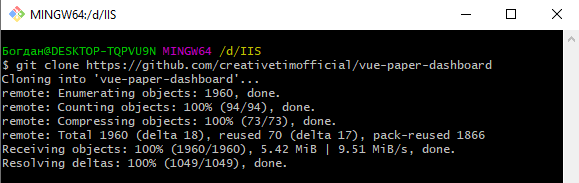 MINGW64:/d/IIS
Богдан@DESKTOP-TQPVU9N MINGW64 /d/IIS
$ git clone https://github.com/creativetimofficial/vue-paper-dashboard
Cloning into 'vue-paper-dashboard'...
remote: Enumerating objects: 1960, done.
remote: Counting objects: 100% (94/94), done.
remote: Compressing objects: 100% (73/73), done.
remote: Total 1960 (delta 18), reused 70 (delta 17), pack-reused 1866
Receiving objects: 100% (1960/1960), 5.42 MiB | 9.51 MiB/s, done.
Resolving deltas: 100% (1049/1049), done.